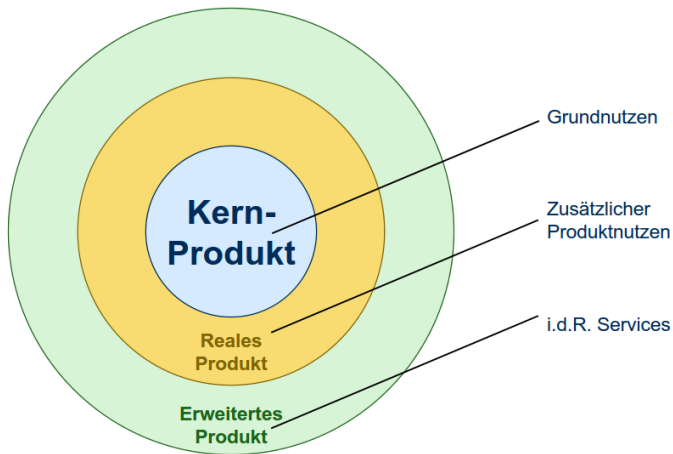 Kern-
Produkt
Reales
Produkt
Erweitertes
Produkt
Grundnutzen
Zusätzlicher
Produktnutzen
i.d.R. Services